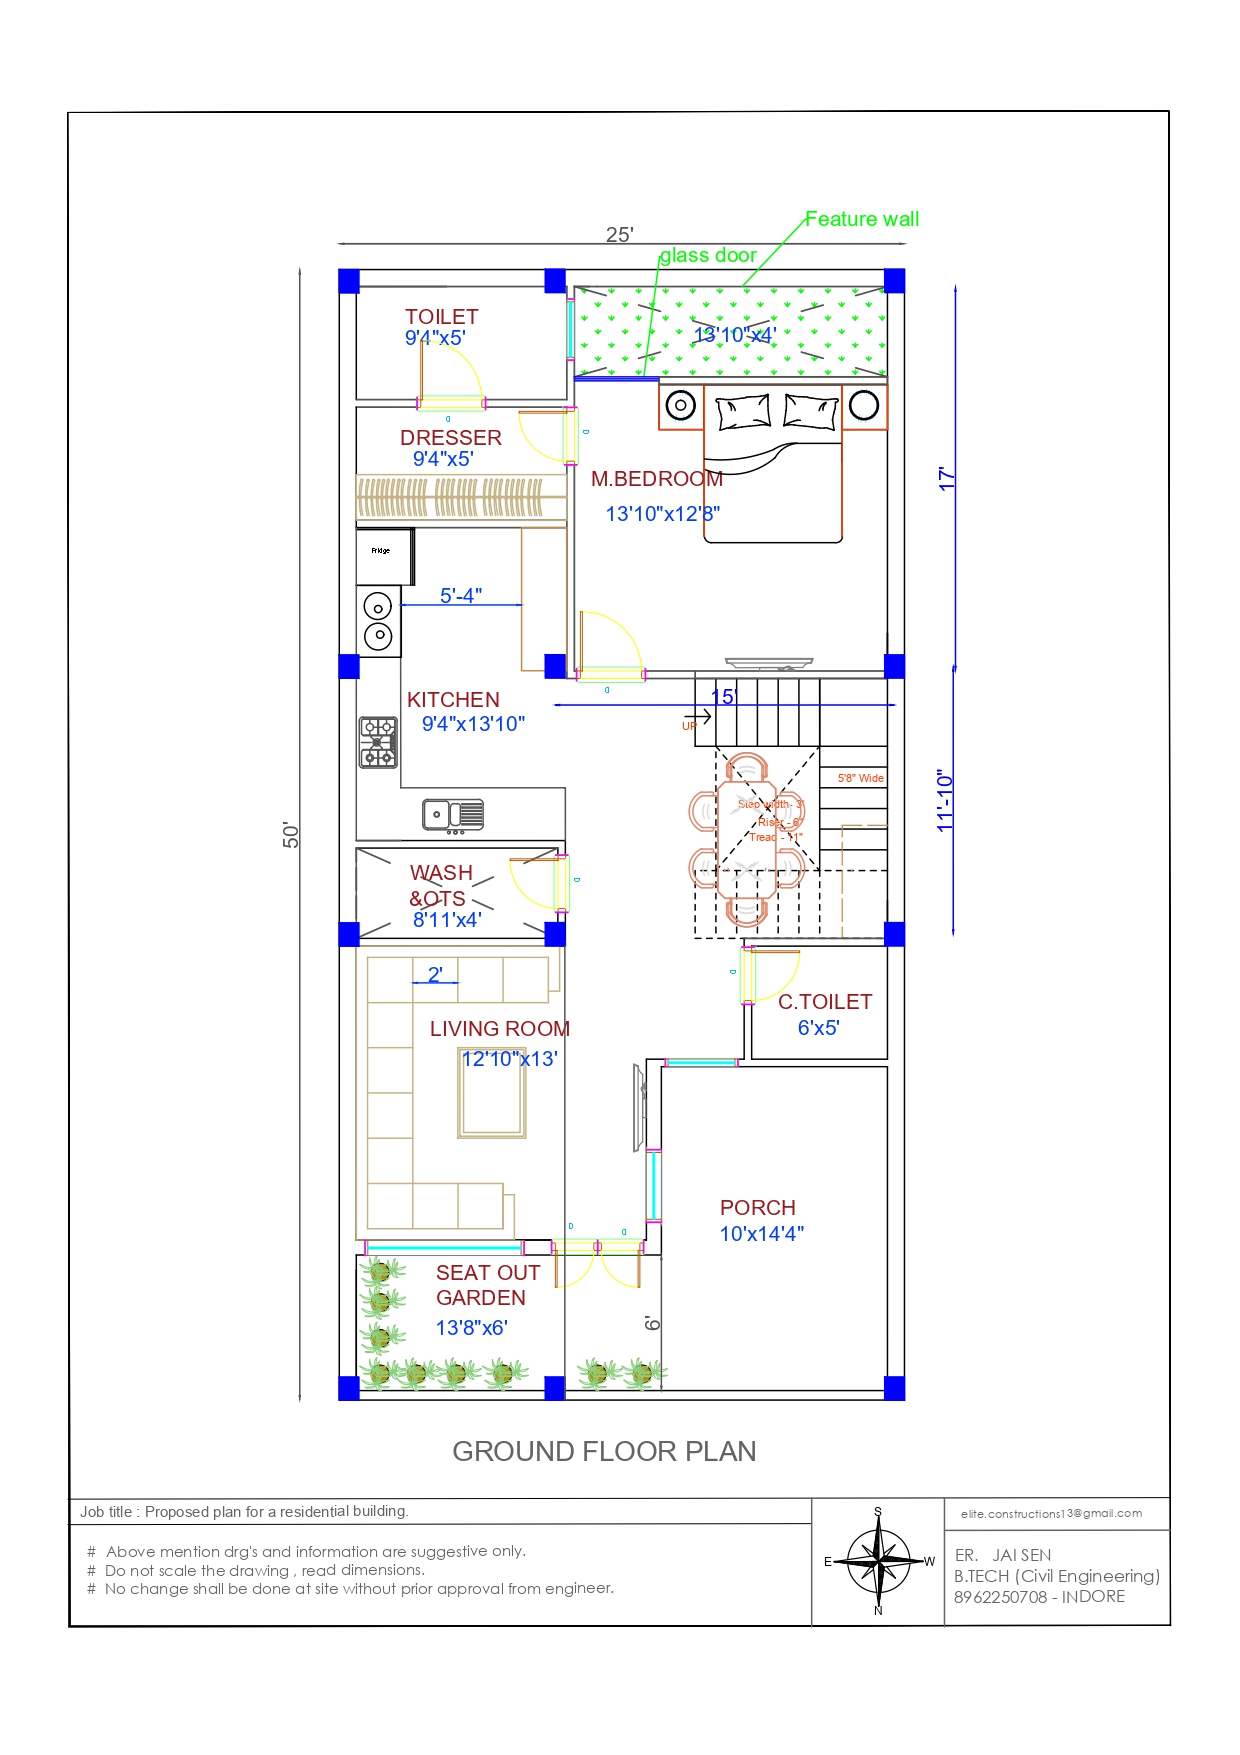 Feature wall
25'
glass door
TOILET
9'4"x5'
13'10"x4'
D
DRESSER
9'4"x5'
D
M.BEDROOM
13'10"x12'8"
17'
Fridge
5'-4"
D
KITCHEN
9'4"x13'10"
15'
UP
5'8" Wide
Step width- 3'
Riser - 6"
Tread - 11"
11'-10"
50'
WASH
&OTS
8'11'x4'
D
2'
D
C.TOILET
6'x5'
LIVING ROOM
12'10"x13'
PORCH
10'x14'4"
D
D
SEAT OUT
GARDEN
13'8"x6'
6'
GROUND FLOOR PLAN
Job title : Proposed plan for a residential building.
# Above mention drg's and information are suggestive only.
# Do not scale the drawing , read dimensions.
# No change shall be done at site without prior approval from engineer.
S
E
W
N
elite.constructions13@gmail.com
ER. JAI SEN
B.TECH (Civil Engineering)
8962250708 - INDORE